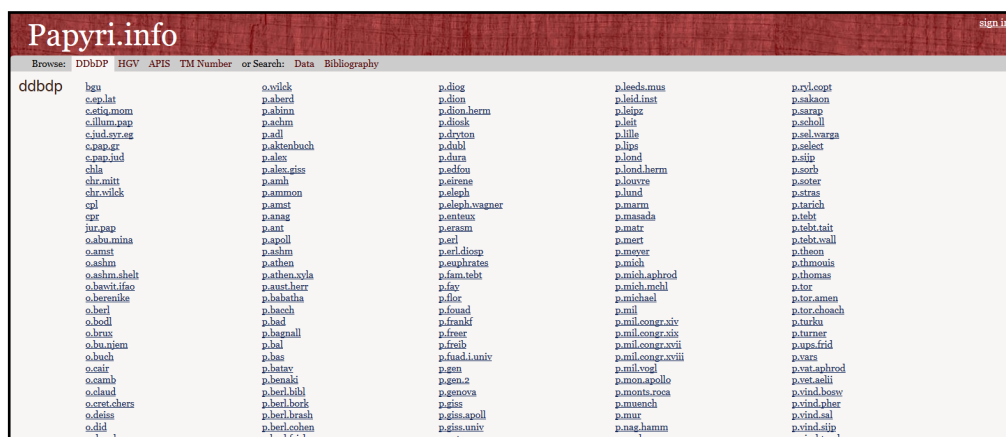 Papyri.info
sign in
Browse: DDbDP HGV APIS TM Number or Search: Data Bibliography
ddbdp
bgu o.wilck p.diog p.leeds.mus p.ryl.copt
c.ep.lat p.aberd p.dion p.leid.inst p.sakaon
c.etiq.mom p.abinn p.dion.herm p.leipz p.sarap
c.illum.pap p.achm p.diosk p.leit p.scholl
c.jud.syr.eg p.adl p.dryton p.lille p.sel.warga
c.pap.gr p.aktenbuch p.dubl p.lips p.select
c.pap.jud p.alex p.dura p.lond p.sijp
chla p.alex.giss p.edfou p.lond.herm p.sorb
chr.mitt p.amh p.eirene p.louvre p.soter
chr.wilck p.ammon p.eleph p.lund p.stras
cpl p.amst p.eleph.wagner p.marm p.tarich
cpr p.anag p.enteux p.masada p.tebt
jur.pap p.ant p.erasm p.matr p.tebt.tait
o.abu.mina p.apoll p.erl p.mert p.tebt.wall
o.amst p.ashm p.erl.diosp p.meyer p.theon
o.ashm p.athen p.euphrates p.mich p.thmouis
o.ashm.shelt p.athen.xyla p.fam.tebt p.mich.aphrod p.thomas
o.bawit.ifao p.aust.herr p.fay p.mich.mchl p.tor
o.berenike p.babatha p.flor p.michael p.tor.amen
o.berl p.bacch p.fouad p.mil p.tor.choach
o.bodl p.bad p.frankf p.mil.congr.xiv p.turku
o.brux p.bagnall p.freer p.mil.congr.xix p.turner
o.bu.njem p.bal p.freib p.mil.congr.xvii p.ups.frid
o.buch p.bas p.fuad.i.univ p.mil.congr.xviii p.vars
o.cair p.batav p.gen p.mil.vogl p.vat.aphrod
o.camb p.benaki p.gen.2 p.mon.apollo p.vet.aelii
o.claud p.berl.bibl p.genova p.monts.roca p.vind.bosw
o.cret.chers p.berl.bork p.giss p.muench p.vind.pher
o.deiss p.berl.brash p.giss.apoll p.mur p.vind.sal
o.did p.berl.cohen p.giss.univ p.nag.hamm p.vind.sijp